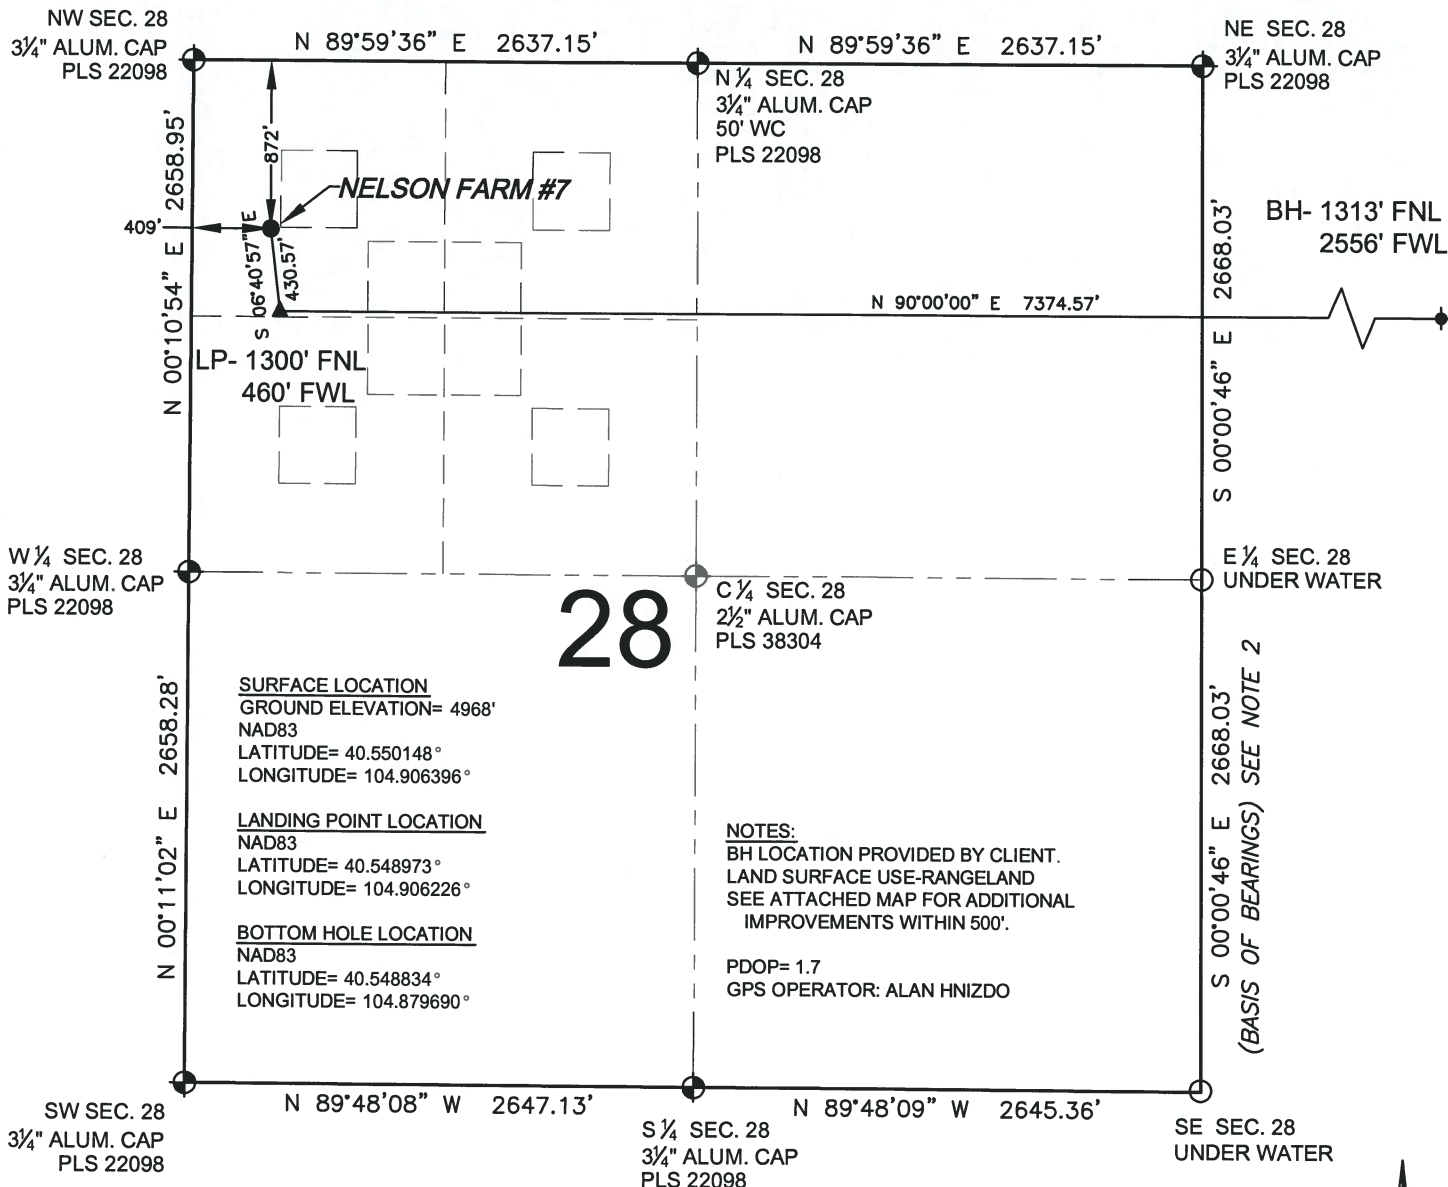 NW SEC. 28
3¼" ALUM. CAP
PLS 22098
N 89°59'36" E 2637.15'
N 89°59'36" E 2637.15'
NE SEC. 28
3¼" ALUM. CAP
PLS 22098
N ¼ SEC. 28
3¼" ALUM. CAP
50' WC
PLS 22098
N 00°10'54" E 2658.95'
872'
409'
NELSON FARM #7
S 06°40'57" E
430.57'
LP- 1300' FNL
460' FWL
N 90°00'00" E 7374.57'
BH- 1313' FNL
2556' FWL
S 00°00'46" E 2668.03'
W ¼ SEC. 28
3¼" ALUM. CAP
PLS 22098
C ¼ SEC. 28
2½" ALUM. CAP
PLS 38304
E ¼ SEC. 28
UNDER WATER
28
N 00°11'02" E 2658.28'
SURFACE LOCATION
GROUND ELEVATION= 4968'
NAD83
LATITUDE= 40.550148°
LONGITUDE= 104.906396°
LANDING POINT LOCATION
NAD83
LATITUDE= 40.548973°
LONGITUDE= 104.906226°
BOTTOM HOLE LOCATION
NAD83
LATITUDE= 40.548834°
LONGITUDE= 104.879690°
NOTES:
BH LOCATION PROVIDED BY CLIENT.
LAND SURFACE USE-RANGELAND
SEE ATTACHED MAP FOR ADDITIONAL
IMPROVEMENTS WITHIN 500'.
PDOP= 1.7
GPS OPERATOR: ALAN HNIZDO
S 00°00'46" E 2668.03'
(BASIS OF BEARINGS) SEE NOTE 2
SW SEC. 28
3¼" ALUM. CAP
PLS 22098
N 89°48'08" W 2647.13'
S ¼ SEC. 28
3¼" ALUM. CAP
PLS 22098
N 89°48'09" W 2645.36'
SE SEC. 28
UNDER WATER